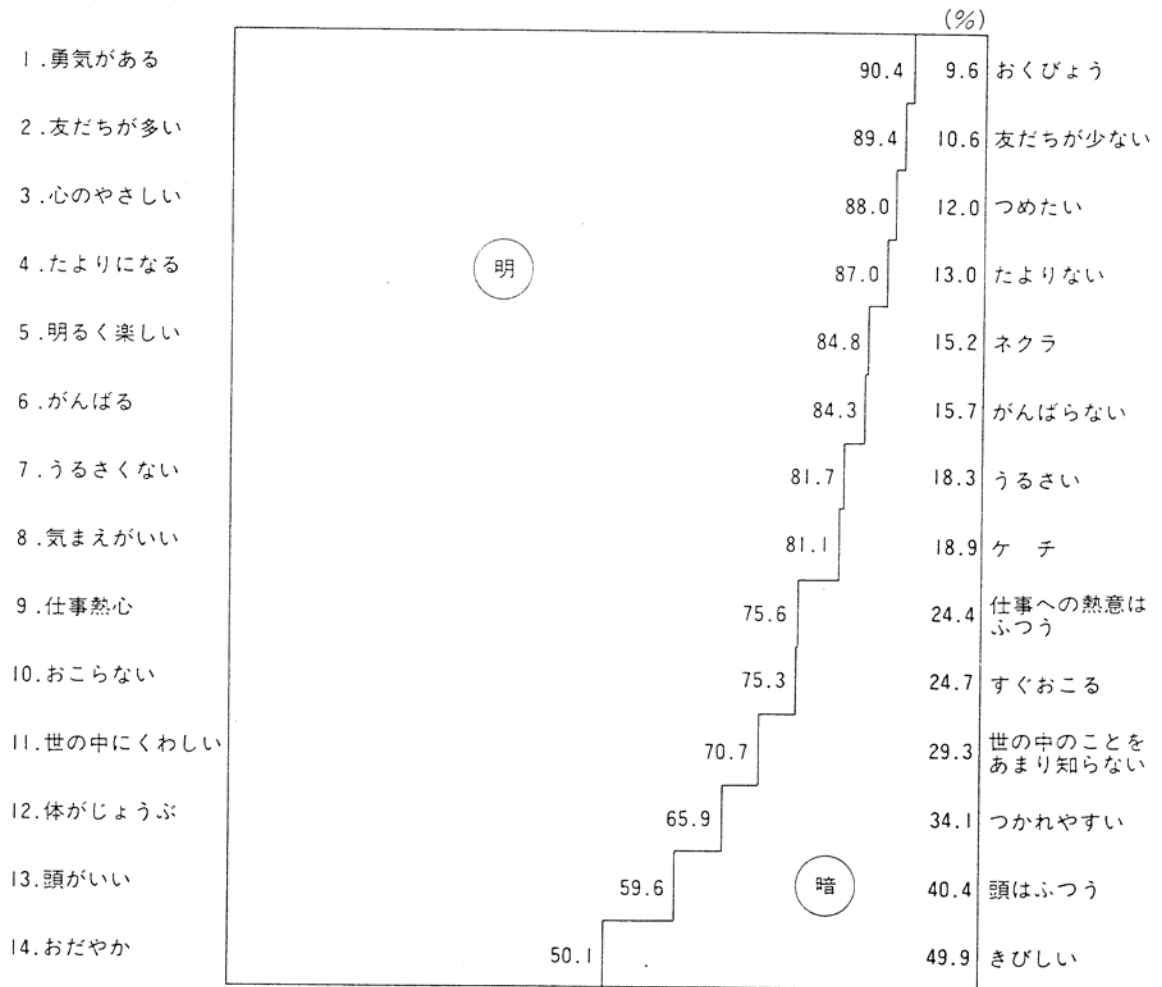 (%)
1.勇気がある 90.4 9.6 おくびょう
2.友だちが多い 89.4 10.6 友だちが少ない
3.心のやさしい 88.0 12.0 つめたい
4.たよりになる 明 87.0 13.0 たよりない
5.明るく楽しい 84.8 15.2 ネクラ
6.がんばる 84.3 15.7 がんばらない
7.うるさくない 81.7 18.3 うるさい
8.気まえがいい 81.1 18.9 ケ チ
9.仕事熱心 75.6 24.4 仕事への熱意は
ふつう
10.おこらない 75.3 24.7 すぐおこる
11.世の中にくわしい 70.7 29.3 世の中のことを
あまり知らない
12.体がじょうぶ 65.9 34.1 つかれやすい
13.頭がいい 59.6 暗 40.4 頭はふつう
14.おだやか 50.1 49.9 きびしい